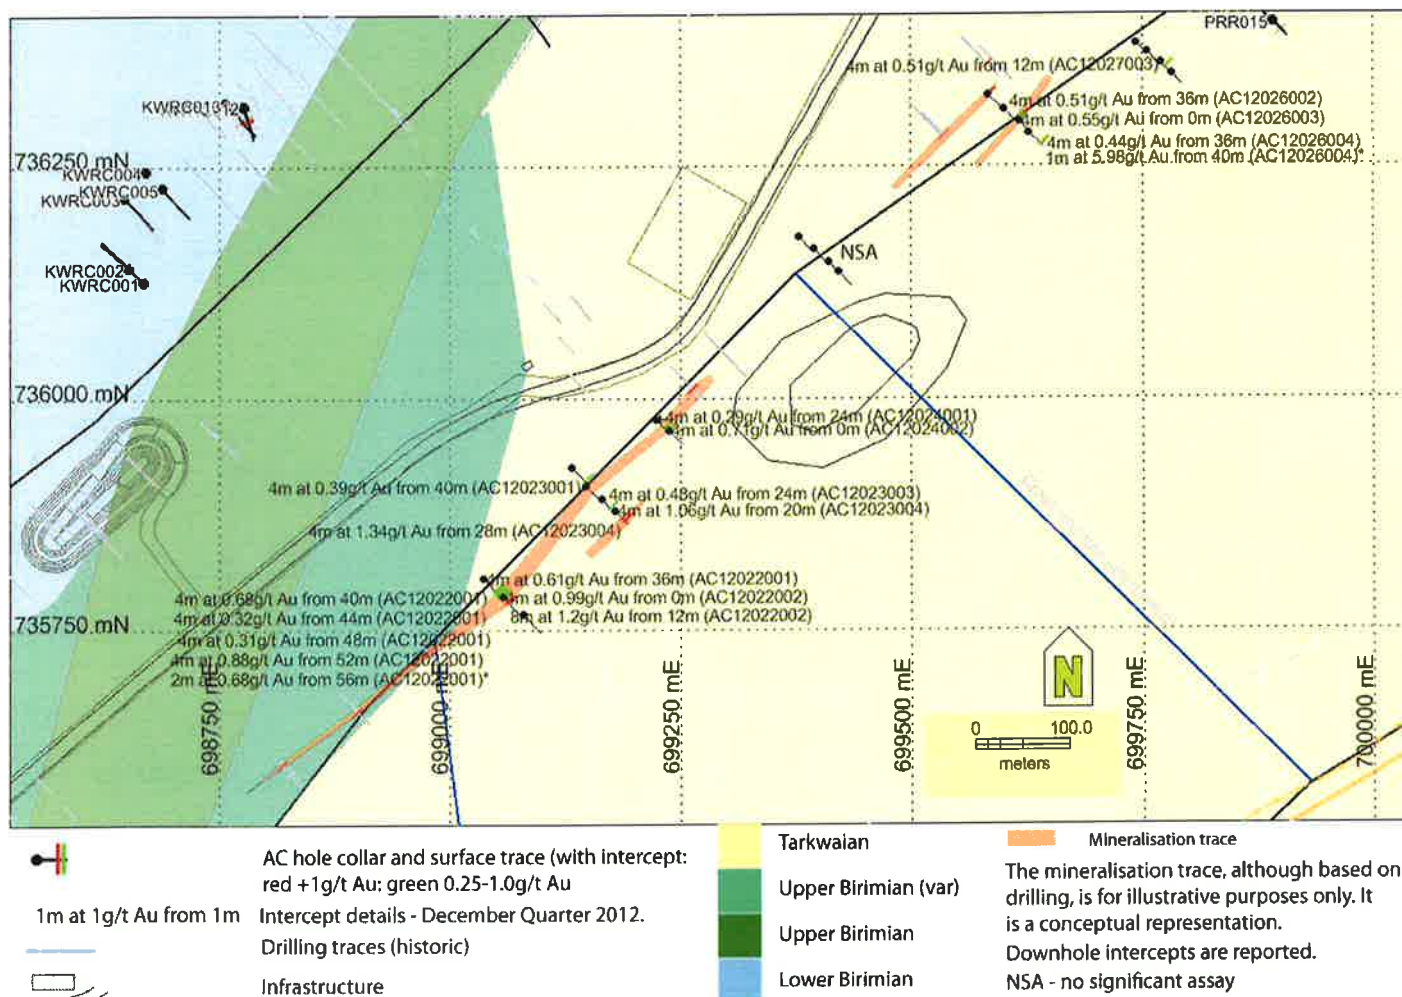 PRR015
4m at 0.51g/t Au from 12m (AC12027003)
KWRC010
12
4m at 0.51g/t Au from 36m (AC12026002)
4m at 0.55g/t Au from 0m (AC12026003)
4m at 0.44g/t Au from 36m (AC12026004)
1m at 5.98g/t Au from 40m (AC12026004)*
736250 mN
KWRC004
KWRC005
KWRC003
KWRC002
KWRC001
NSA
736000 mN
4m at 0.29g/t Au from 24m (AC12024001)
4m at 0.71g/t Au from 0m (AC12024002)
4m at 0.39g/t Au from 40m (AC12023001)
4m at 0.48g/t Au from 24m (AC12023003)
4m at 1.06g/t Au from 20m (AC12023004)
4m at 1.34g/t Au from 28m (AC12023004)
4m at 0.61g/t Au from 36m (AC12022001)
4m at 0.68g/t Au from 40m (AC12022001)
4m at 0.99g/t Au from 0m (AC12022002)
4m at 0.32g/t Au from 44m (AC12022001)
8m at 1.2g/t Au from 12m (AC12022002)
735750 mN
4m at 0.31g/t Au from 48m (AC12022001)
4m at 0.88g/t Au from 52m (AC12022001)
2m at 0.68g/t Au from 56m (AC12022001)*
698750 mE
699000 mE
699250 mE
699500 mE
699750 mE
700000 mE
N
0 100.0
meters
AC hole collar and surface trace (with intercept:
red +1g/t Au: green 0.25-1.0g/t Au
1m at 1g/t Au from 1m
Intercept details - December Quarter 2012.
Drilling traces (historic)
Infrastructure
Tarkwaian
Upper Birimian (var)
Upper Birimian
Lower Birimian
Mineralisation trace
The mineralisation trace, although based on
drilling, is for illustrative purposes only. It
is a conceptual representation.
Downhole intercepts are reported.
NSA - no significant assay